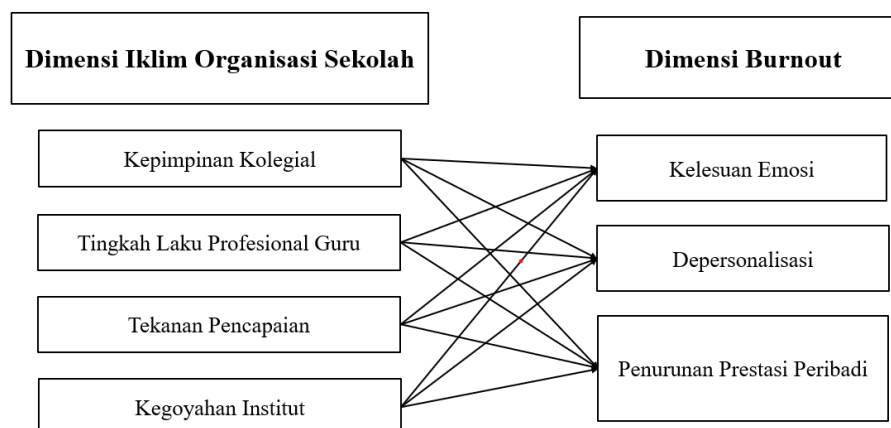 Dimensi Iklim Organisasi Sekolah
Dimensi Burnout
Kepimpinan Kolegial
Kelesuan Emosi
Tingkah Laku Profesional Guru
Depersonalisasi
Tekanan Pencapaian
Penurunan Prestasi Peribadi
Kegoyahan Institut